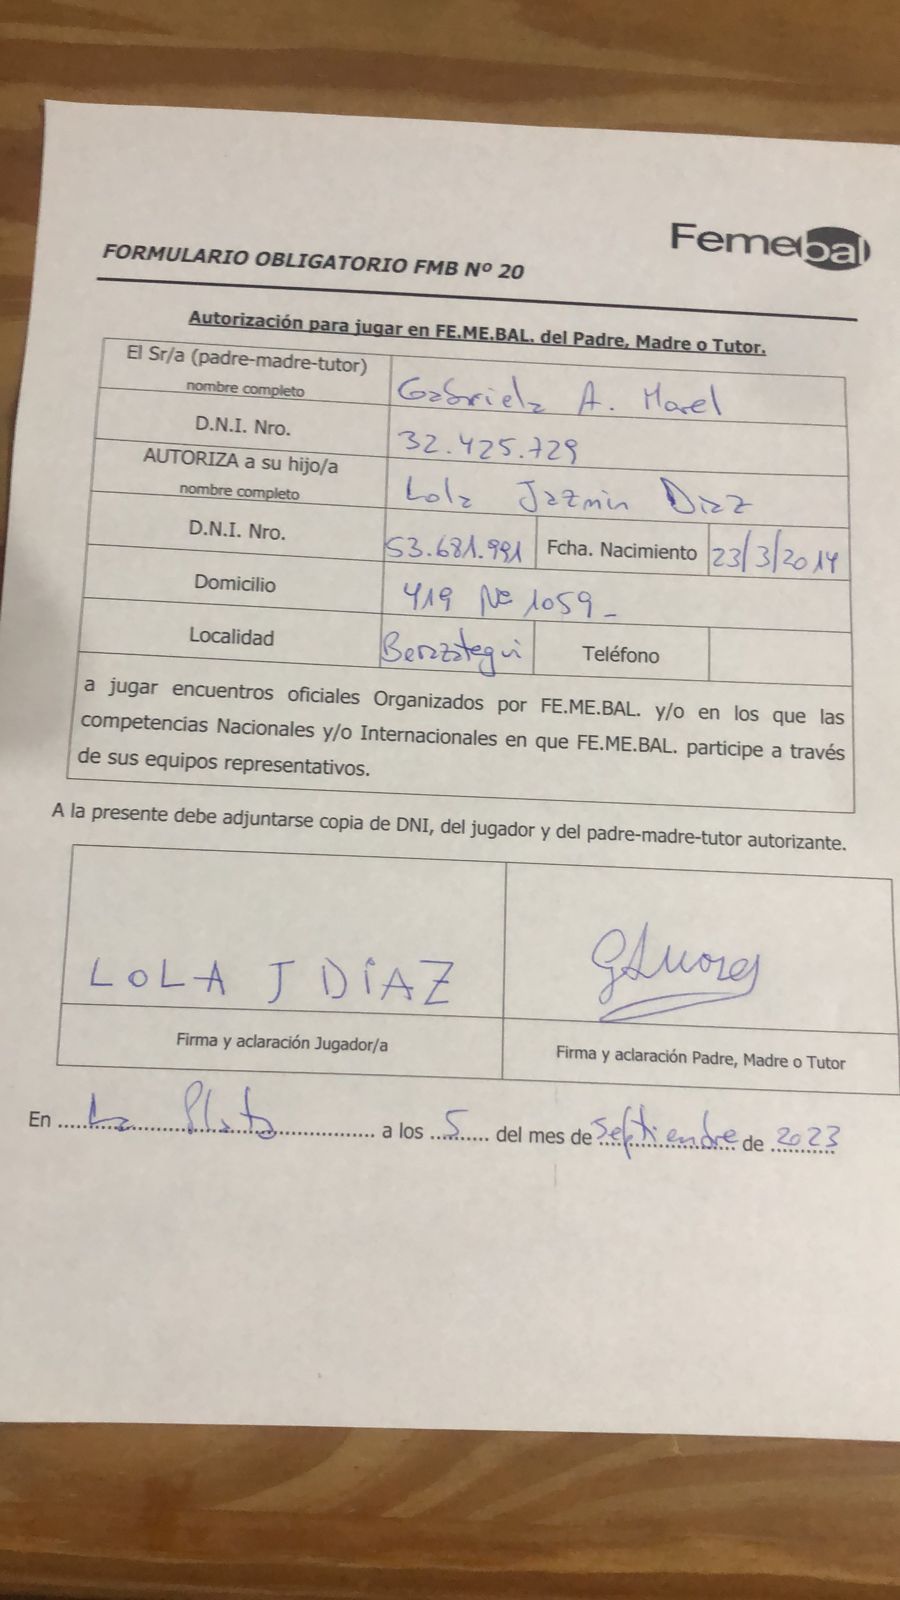 Femebal
FORMULARIO OBLIGATORIO FMB Nº 20
Autorización para jugar en FE.ME.BAL. del Padre, Madre o Tutor.
El Sr/a (padre-madre-tutor)
nombre completo
Gabriela A. Morel
D.N.I. Nro.
32.425.729
AUTORIZA a su hijo/a
nombre completo
Lola Jazmin Diaz
D.N.I. Nro.
53.681.991
Fcha. Nacimiento
23/3/2014
Domicilio
419 Nº 1059_
Localidad
Berazategui
Teléfono
a jugar encuentros oficiales Organizados por FE.ME.BAL. y/o en los que las
competencias Nacionales y/o Internacionales en que FE.ME.BAL. participe a través
de sus equipos representativos.
A la presente debe adjuntarse copia de DNI, del jugador y del padre-madre-tutor autorizante.
LOLA J DIAZ
Firma y aclaración Jugador/a
Firma y aclaración Padre, Madre o Tutor
En La Plata a los 5 del mes de Septiembre de 2023